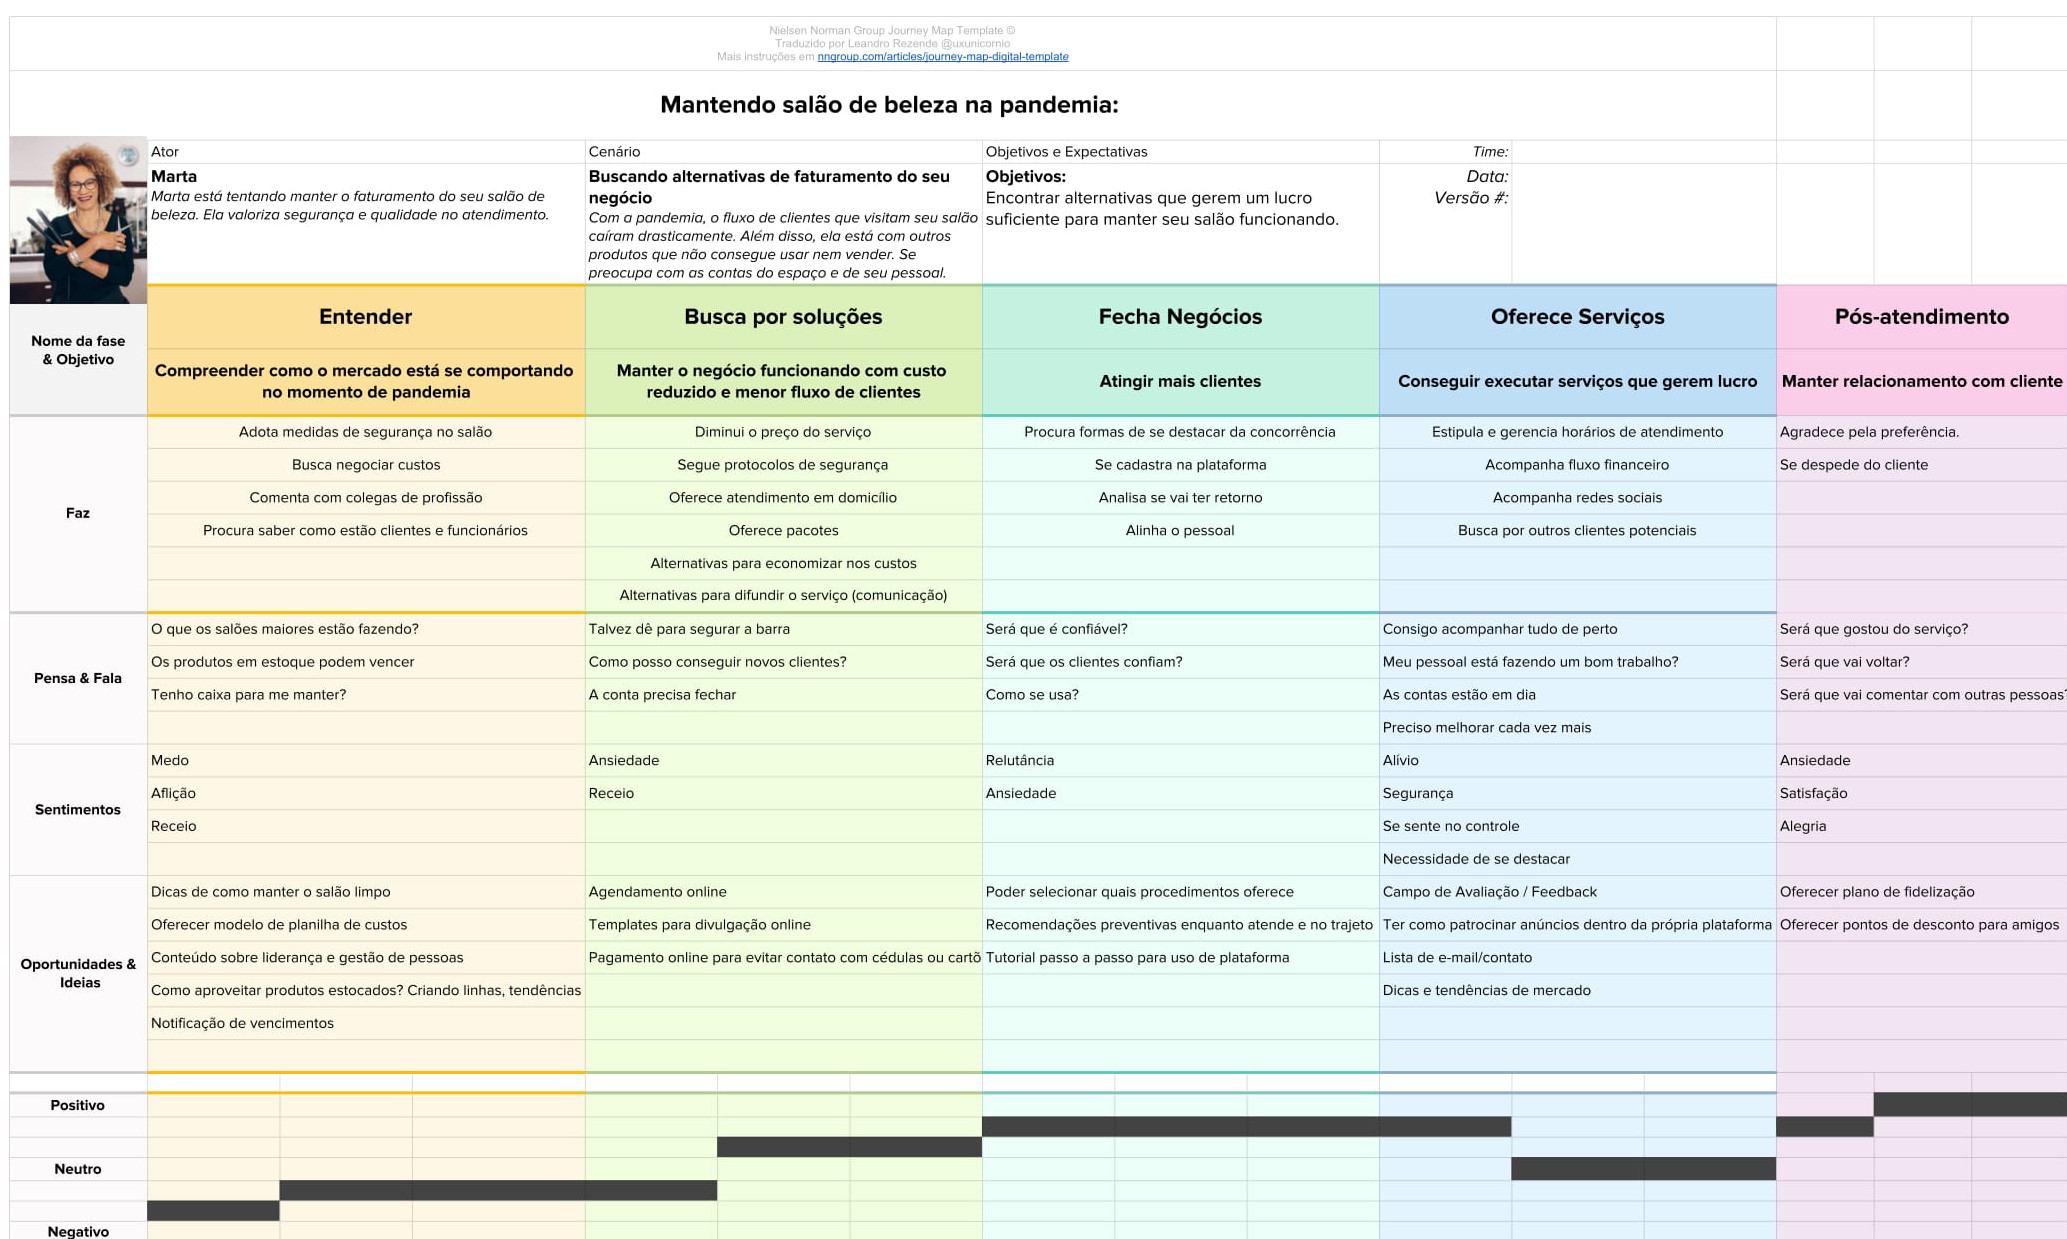 Nielsen Norman Group Journey Map Template ©
Traduzido por Leandro Rezende @uxunicornio
Mais instruções em nngroup.com/articles/journey-map-digital-template
Mantendo salão de beleza na pandemia:
Ator
Marta
Marta está tentando manter o faturamento do seu salão de
beleza. Ela valoriza segurança e qualidade no atendimento.
Cenário
Buscando alternativas de faturamento do seu
negócio
Com a pandemia, o fluxo de clientes que visitam seu salão
caíram drasticamente. Além disso, ela está com outros
produtos que não consegue usar nem vender. Se
preocupa com as contas do espaço e de seu pessoal.
Objetivos e Expectativas
Objetivos:
Encontrar alternativas que gerem um lucro
suficiente para manter seu salão funcionando.
Time:
Data:
Versão #:
Nome da fase
& Objetivo
Entender
Busca por soluções
Fecha Negócios
Oferece Serviços
Pós-atendimento
Compreender como o mercado está se comportando
no momento de pandemia
Manter o negócio funcionando com custo
reduzido e menor fluxo de clientes
Atingir mais clientes
Conseguir executar serviços que gerem lucro
Manter relacionamento com cliente
Faz
Adota medidas de segurança no salão
Busca negociar custos
Comenta com colegas de profissão
Procura saber como estão clientes e funcionários
Diminui o preço do serviço
Segue protocolos de segurança
Oferece atendimento em domicílio
Oferece pacotes
Alternativas para economizar nos custos
Alternativas para difundir o serviço (comunicação)
Procura formas de se destacar da concorrência
Se cadastra na plataforma
Analisa se vai ter retorno
Alinha o pessoal
Estipula e gerencia horários de atendimento
Acompanha fluxo financeiro
Acompanha redes sociais
Busca por outros clientes potenciais
Agradece pela preferência.
Se despede do cliente
Pensa & Fala
O que os salões maiores estão fazendo?
Os produtos em estoque podem vencer
Tenho caixa para me manter?
Talvez dê para segurar a barra
Como posso conseguir novos clientes?
A conta precisa fechar
Será que é confiável?
Será que os clientes confiam?
Como se usa?
Consigo acompanhar tudo de perto
Meu pessoal está fazendo um bom trabalho?
As contas estão em dia
Preciso melhorar cada vez mais
Será que gostou do serviço?
Será que vai voltar?
Será que vai comentar com outras pessoas?
Sentimentos
Medo
Aflição
Receio
Ansiedade
Receio
Relutância
Ansiedade
Alívio
Segurança
Se sente no controle
Necessidade de se destacar
Ansiedade
Satisfação
Alegria
Oportunidades &
Ideias
Dicas de como manter o salão limpo
Oferecer modelo de planilha de custos
Conteúdo sobre liderança e gestão de pessoas
Como aproveitar produtos estocados? Criando linhas, tendências
Notificação de vencimentos
Agendamento online
Templates para divulgação online
Pagamento online para evitar contato com cédulas ou cartõ
Poder selecionar quais procedimentos oferece
Recomendações preventivas enquanto atende e no trajeto
Tutorial passo a passo para uso de plataforma
Campo de Avaliação / Feedback
Ter como patrocinar anúncios dentro da própria plataforma
Lista de e-mail/contato
Dicas e tendências de mercado
Oferecer plano de fidelização
Oferecer pontos de desconto para amigos
Positivo
Neutro
Negativo